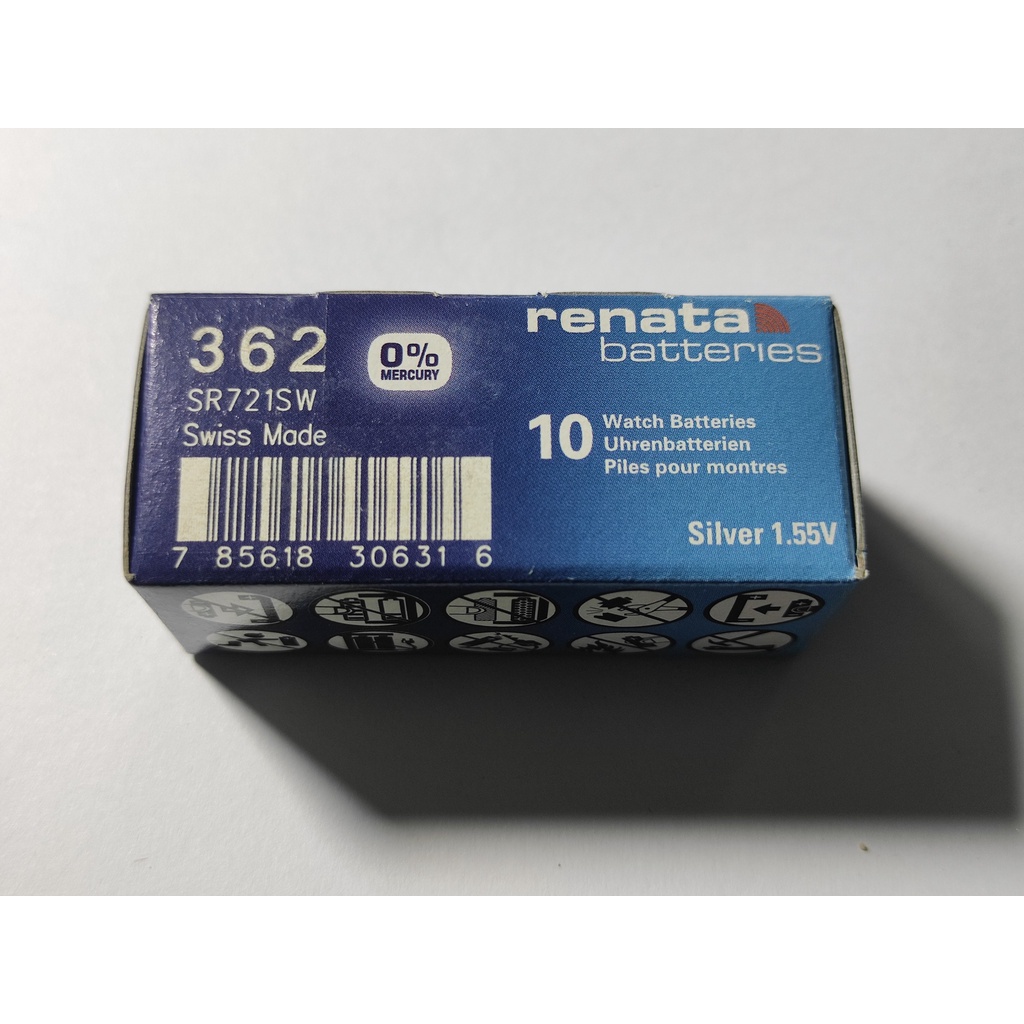 362
SR721SW
Swiss Made
0%
MERCURY
7 85618 30631 6
renata
batteries
10
Watch Batteries
Uhrenbatterien
Piles pour montres
Silver 1.55V